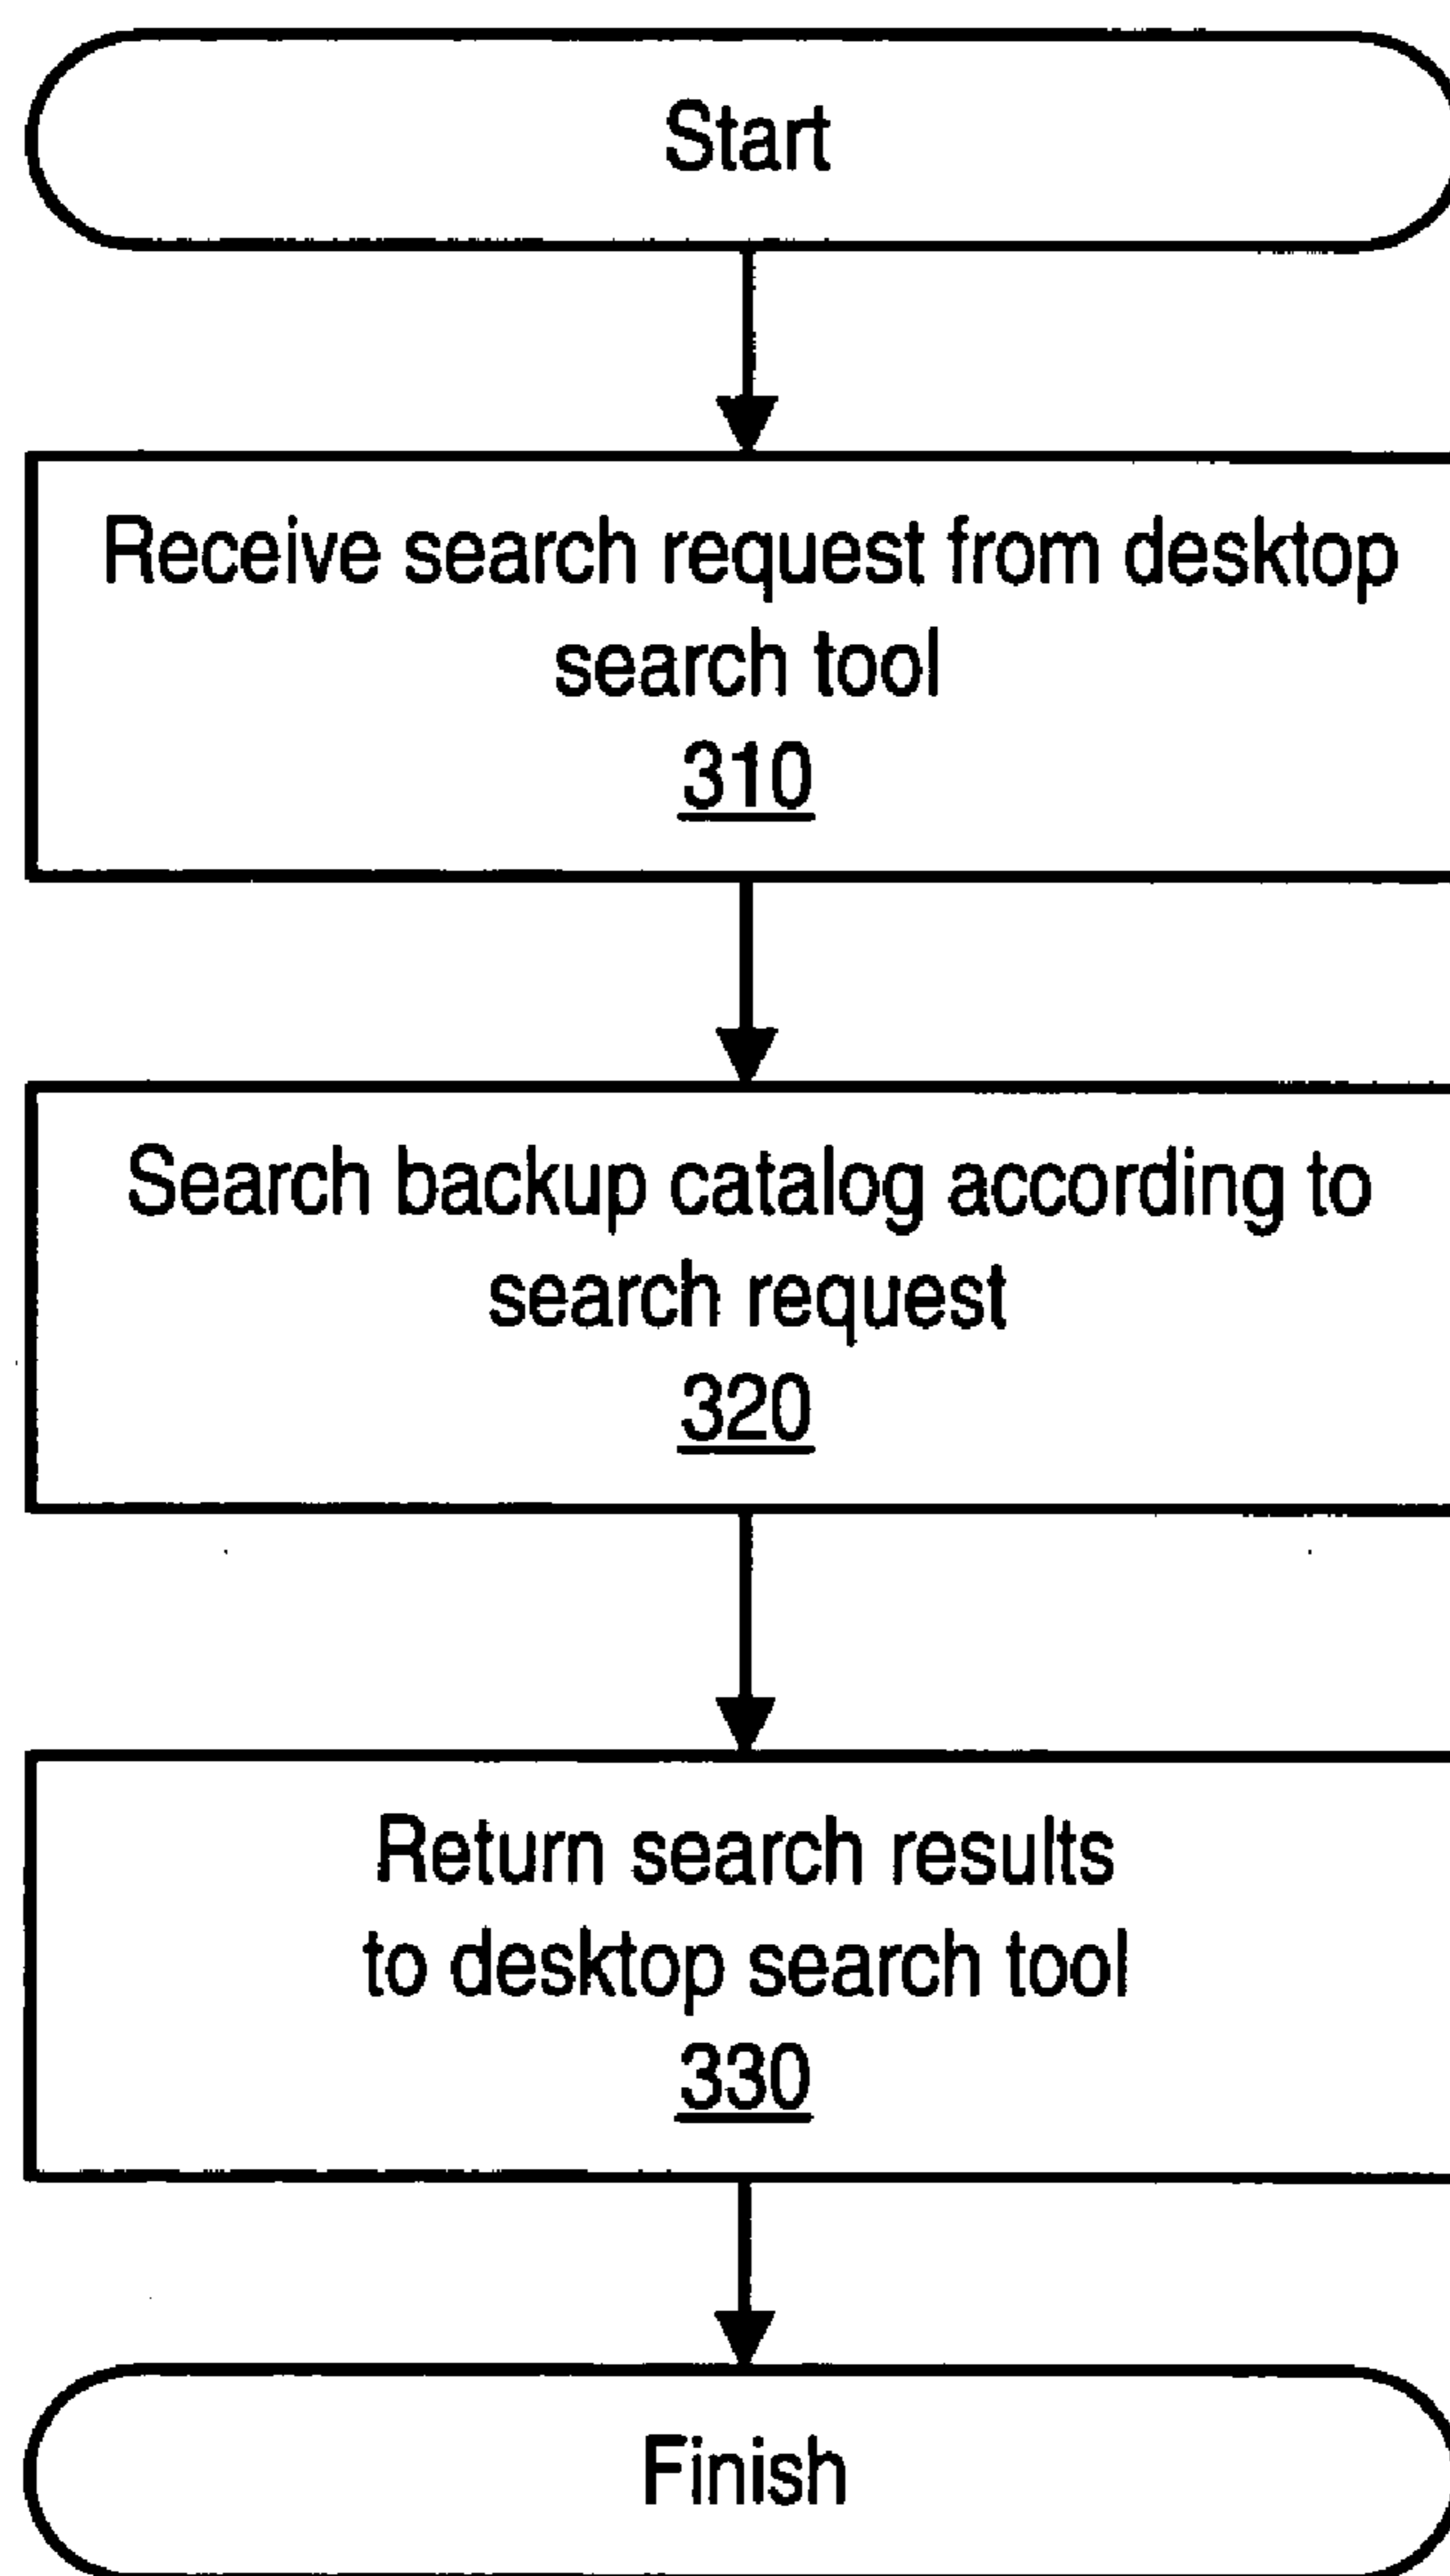 Start
Receive search request from desktop
search tool
310
Search backup catalog according to
search request
320
Return search results
to desktop search tool
330
Finish